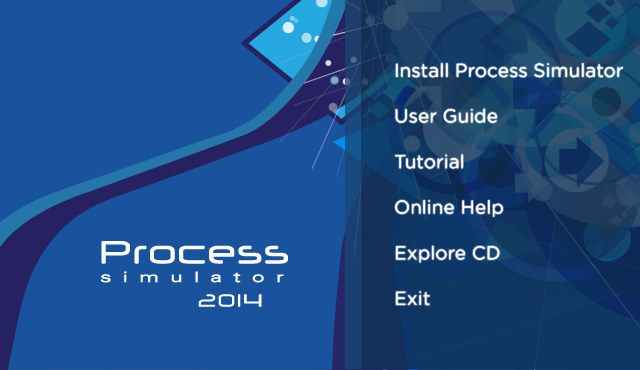 Process
simulator
2014
Install Process Simulator
User Guide
Tutorial
Online Help
Explore CD
Exit